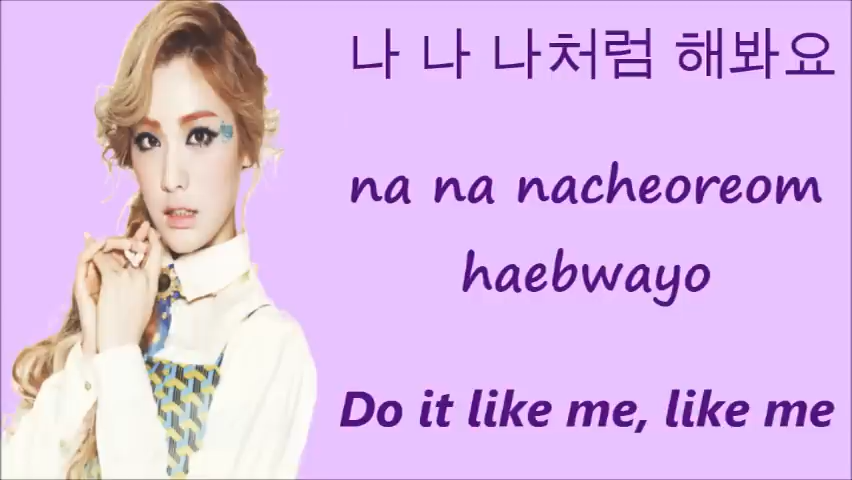 나 나 나처럼 해봐요
na na nacheoreom
haebwayo
Do it like me, like me